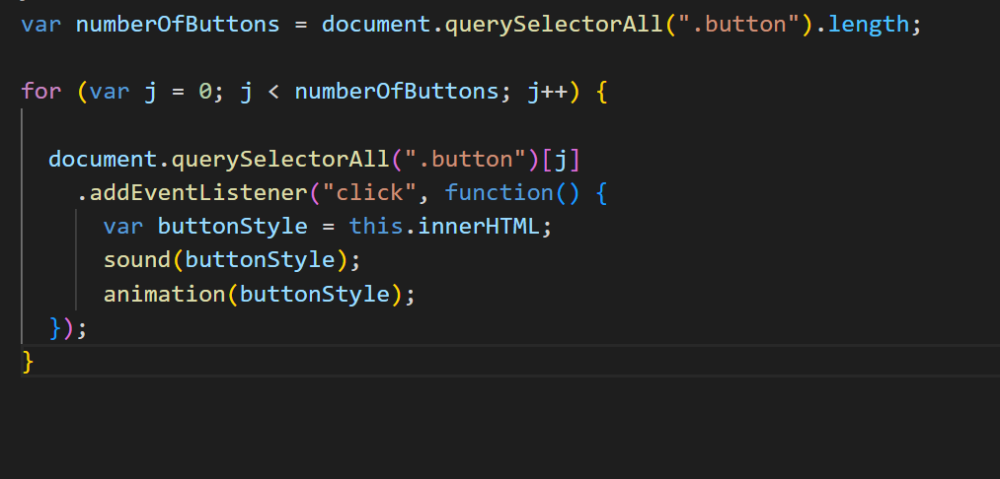 var numberOfButtons = document.querySelectorAll(".button").length;
for (var j = 0; j < numberOfButtons; j++) {
document.querySelectorAll(".button")[j]
.addEventListener("click", function() {
var buttonStyle = this.innerHTML;
sound(buttonStyle);
animation(buttonStyle);
});
}